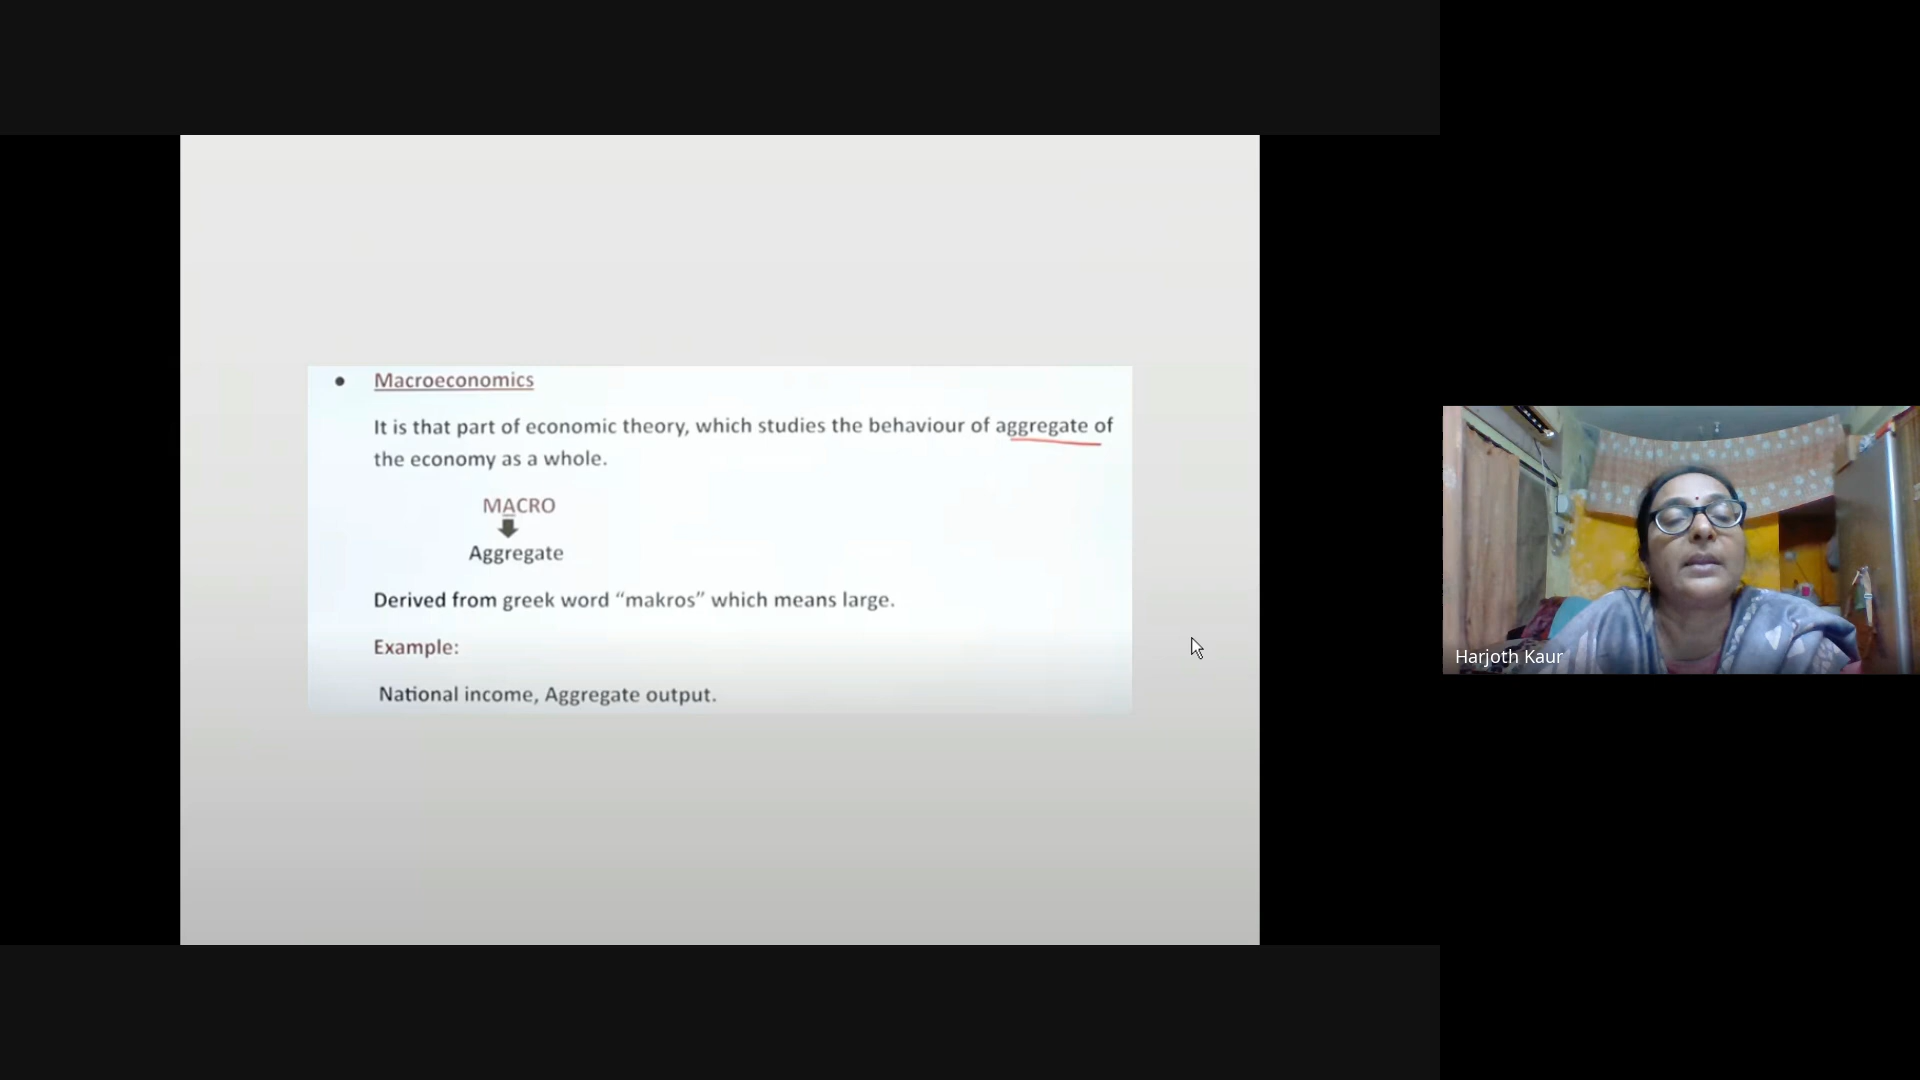 • Macroeconomics
It is that part of economic theory, which studies the behaviour of aggregate of
the economy as a whole.
MACRO
Aggregate
Derived from greek word “makros” which means large.
Example:
National income, Aggregate output.
Harjoth Kaur